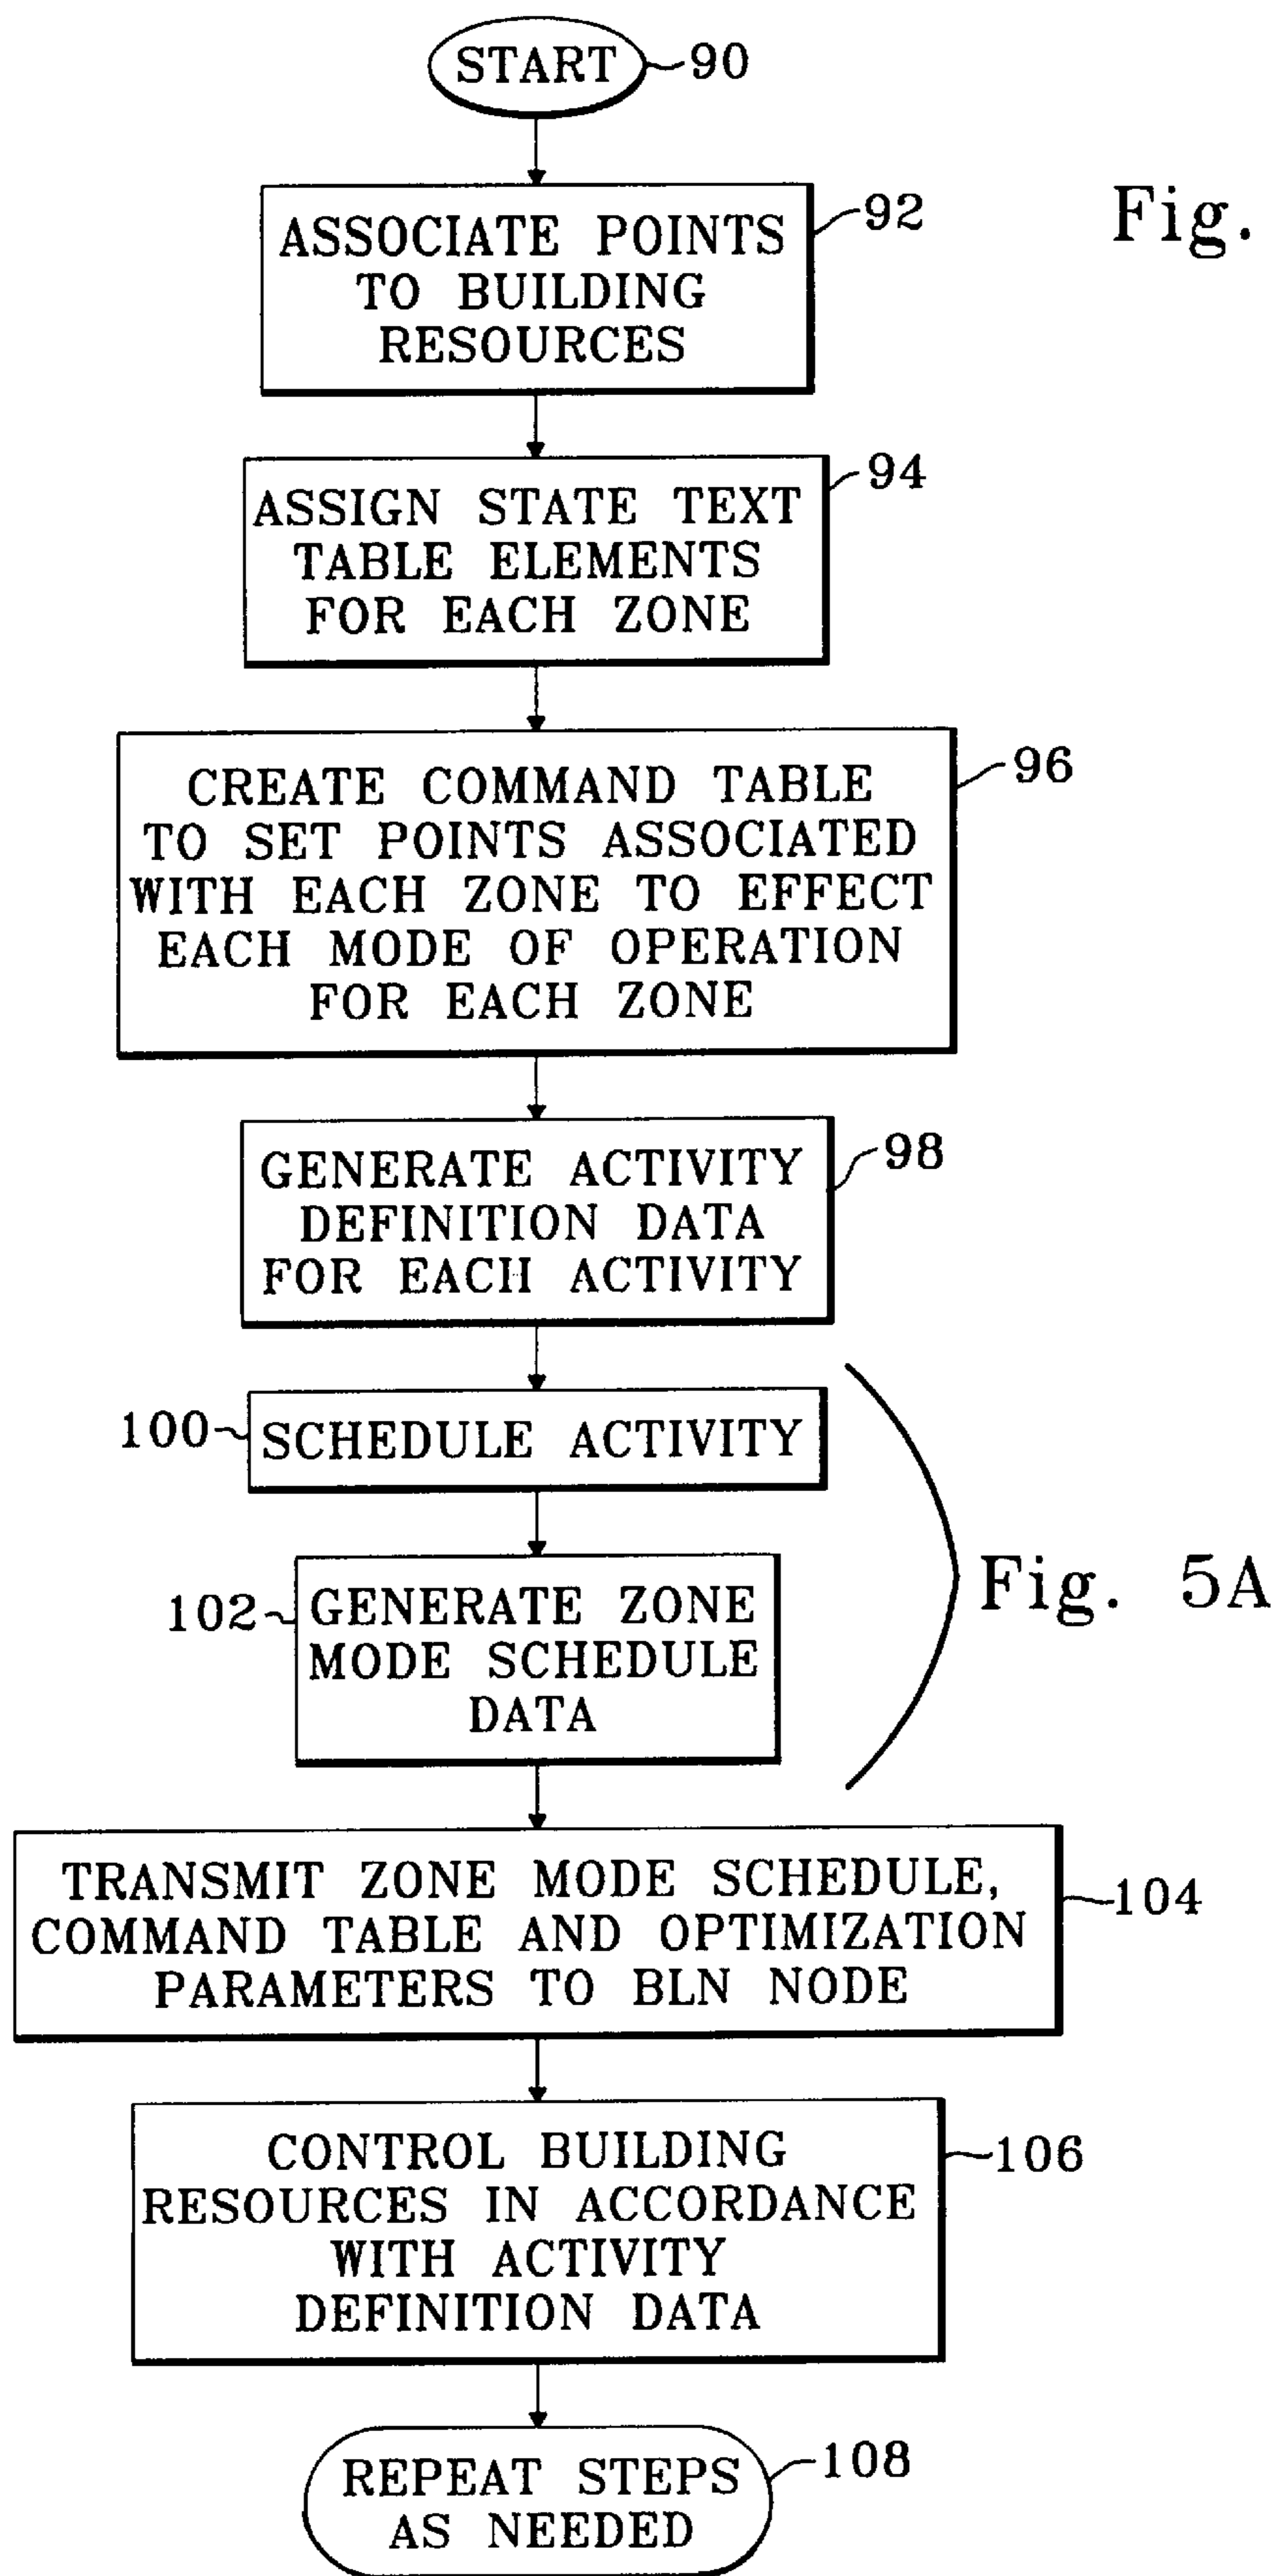 START 90
Fig.
92
ASSOCIATE POINTS
TO BUILDING
RESOURCES
94
ASSIGN STATE TEXT
TABLE ELEMENTS
FOR EACH ZONE
96
CREATE COMMAND TABLE
TO SET POINTS ASSOCIATED
WITH EACH ZONE TO EFFECT
EACH MODE OF OPERATION
FOR EACH ZONE
98
GENERATE ACTIVITY
DEFINITION DATA
FOR EACH ACTIVITY
100 SCHEDULE ACTIVITY
Fig. 5A
102 GENERATE ZONE
MODE SCHEDULE
DATA
TRANSMIT ZONE MODE SCHEDULE,
COMMAND TABLE AND OPTIMIZATION
PARAMETERS TO BLN NODE
104
CONTROL BUILDING
RESOURCES IN ACCORDANCE
WITH ACTIVITY
DEFINITION DATA
106
REPEAT STEPS
AS NEEDED
108